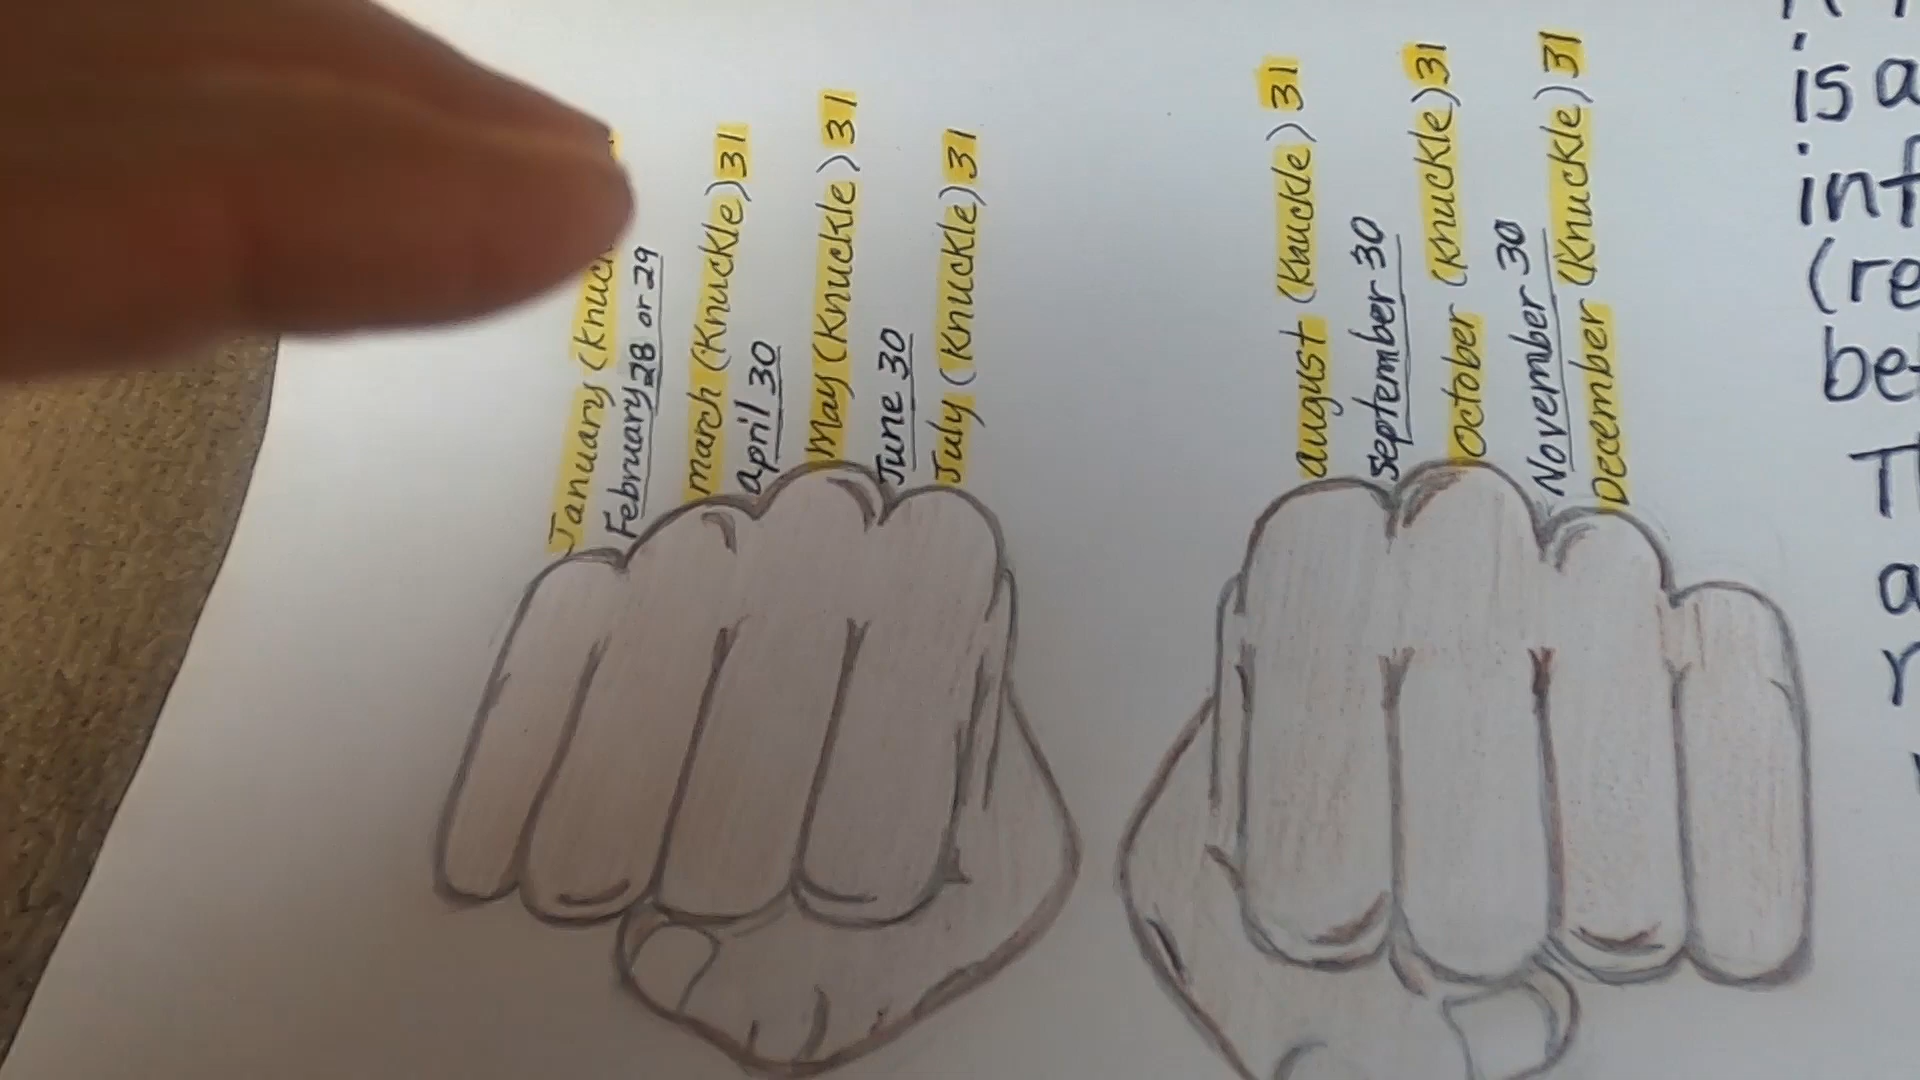 January (Knuck
February 28 or 29
march (Knuckle) 31
april 30
May (Knuckle) 31
June 30
July (Knuckle) 31
august (Knuckle) 31
September 30
October (Knuckle) 31
November 30
December (Knuckle) 31
is a
inf
(re
be
T
a
r